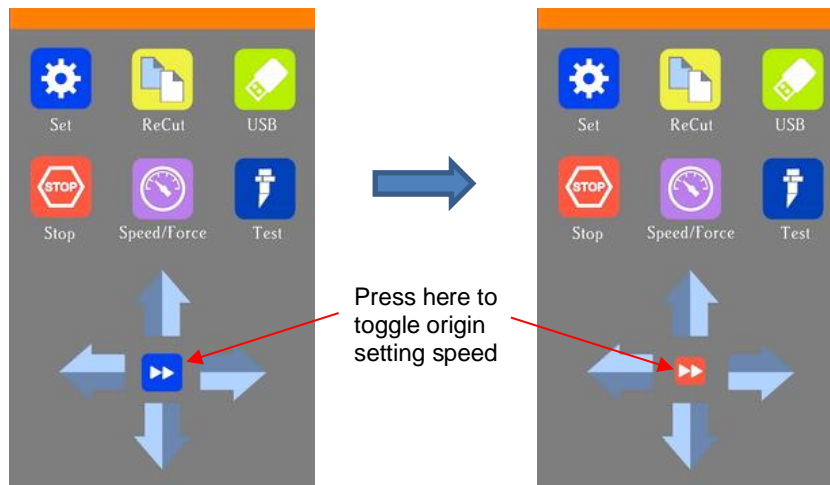 Set ReCut USB
STOP
Stop Speed/Force Test
Set ReCut USB
STOP
Stop Speed/Force Test
Press here to
toggle origin
setting speed